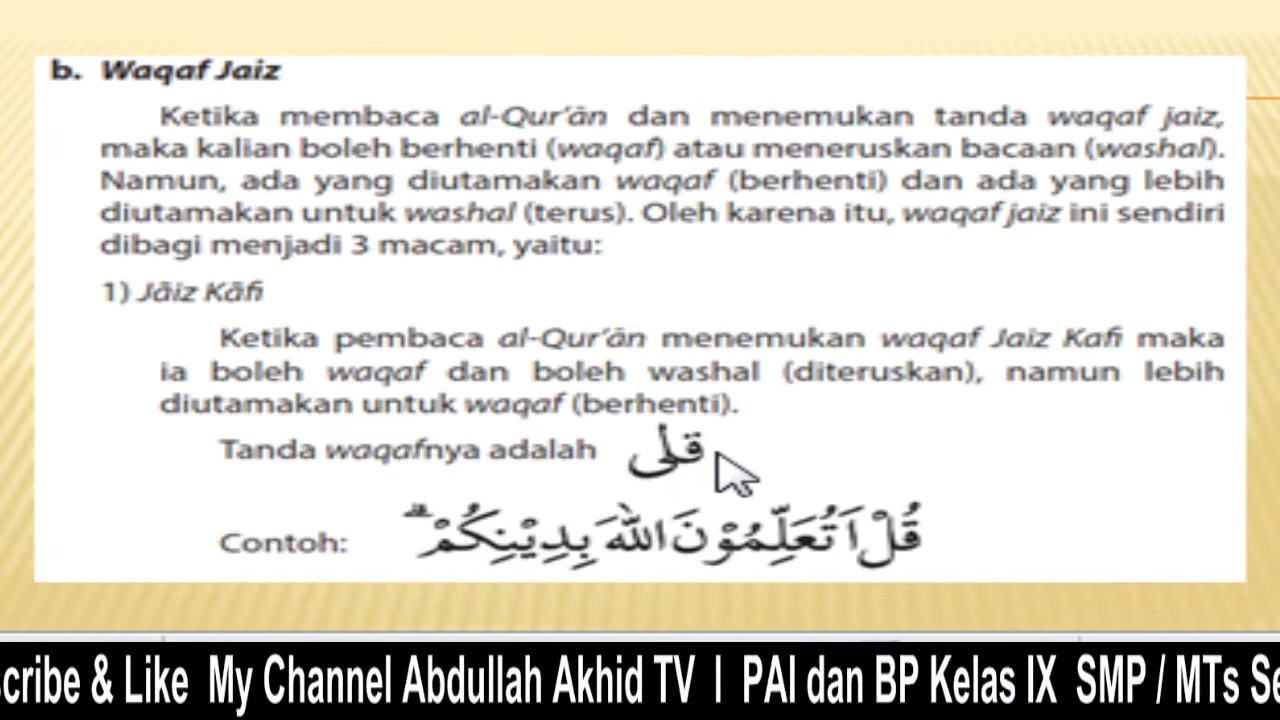 b. Waqaf Jaiz
Ketika membaca al-Qur'ān dan menemukan tanda waqaf jaiz,
maka kalian boleh berhenti (waqaf) atau meneruskan bacaan (washal).
Namun, ada yang diutamakan waqaf (berhenti) dan ada yang lebih
diutamakan untuk washal (terus). Oleh karena itu, waqaf jaiz ini sendiri
dibagi menjadi 3 macam, yaitu:
1) Jāiz Kāfi
Ketika pembaca al-Qur'ān menemukan waqaf Jaiz Kafi maka
ia boleh waqaf dan boleh washal (diteruskan), namun lebih
diutamakan untuk waqaf (berhenti).
Tanda waqafnya adalah قلى
Contoh: قُلْ اَتُعَلِّمُوْنَ اللّٰهَ بِدِيْنِكُمْۗ
scribe & Like My Channel Abdullah Akhid TV I PAI dan BP Kelas IX SMP / MTs Se